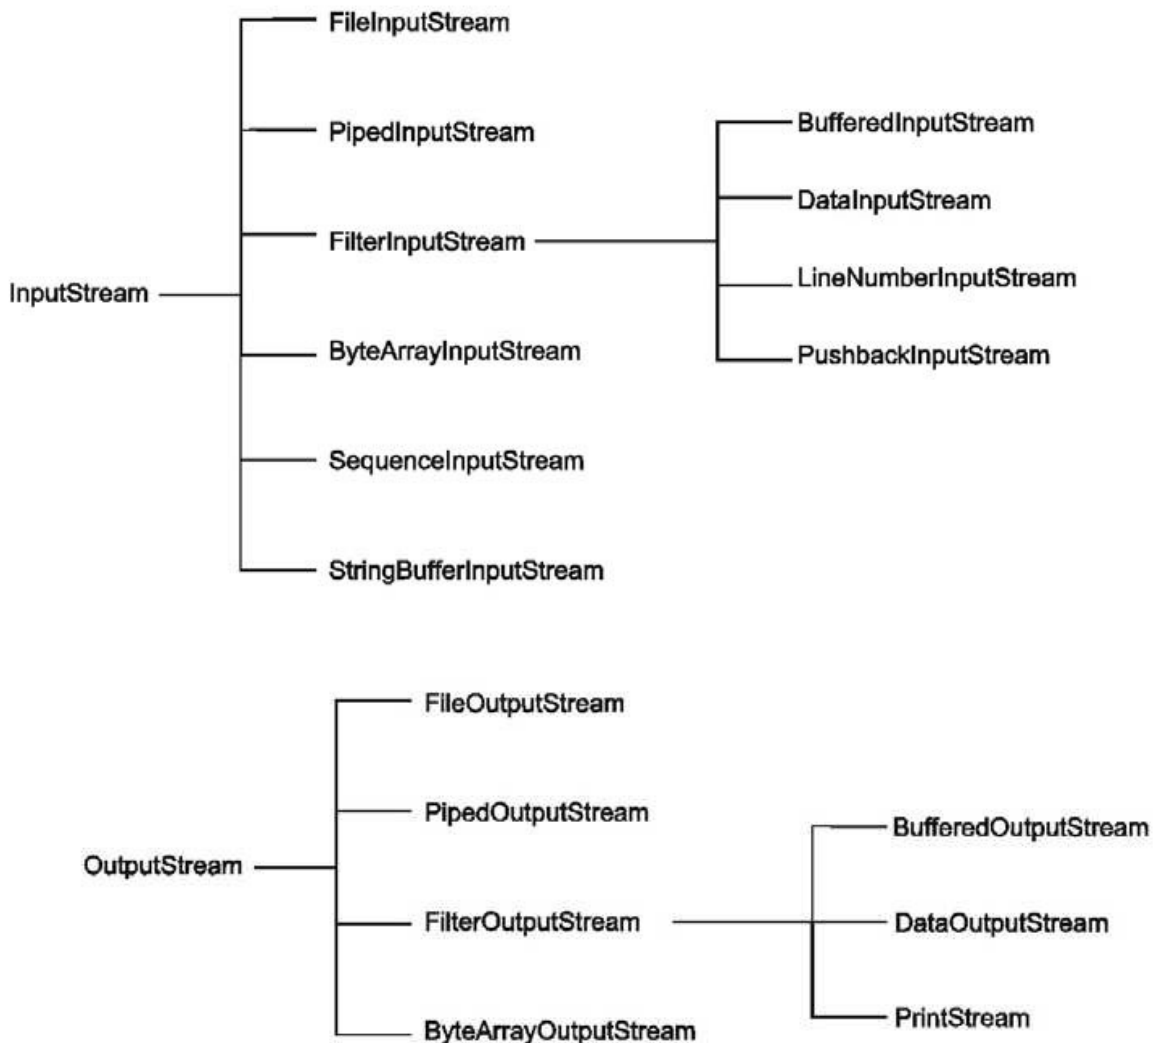 FileInputStream
PipedInputStream
FilterInputStream
InputStream
ByteArrayInputStream
SequenceInputStream
StringBufferInputStream
BufferedInputStream
DataInputStream
LineNumberInputStream
PushbackInputStream
FileOutputStream
PipedOutputStream
OutputStream
FilterOutputStream
ByteArrayOutputStream
BufferedOutputStream
DataOutputStream
PrintStream